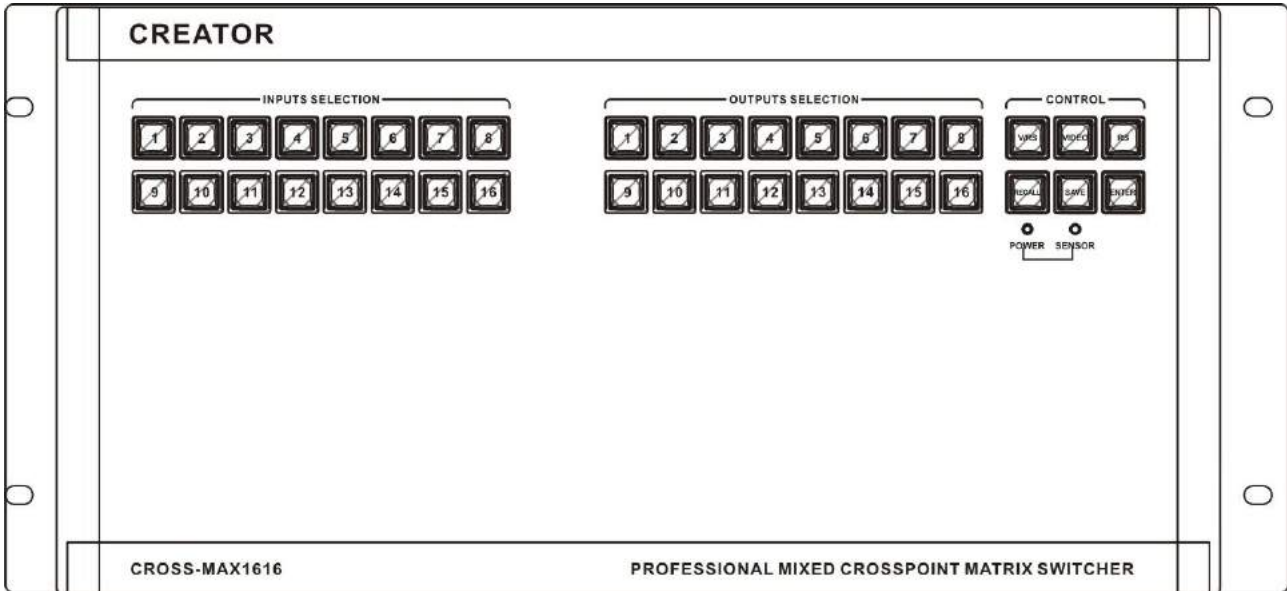 CREATOR
INPUTS SELECTION
OUTPUTS SELECTION
CONTROL
1 2 3 4 5 6 7 8
1 2 3 4 5 6 7 8
V/RS VIDEO RS
9 10 11 12 13 14 15 16
9 10 11 12 13 14 15 16
RECALL SAVE ENTER
POWER SENSOR
CROSS-MAX1616
PROFESSIONAL MIXED CROSSPOINT MATRIX SWITCHER